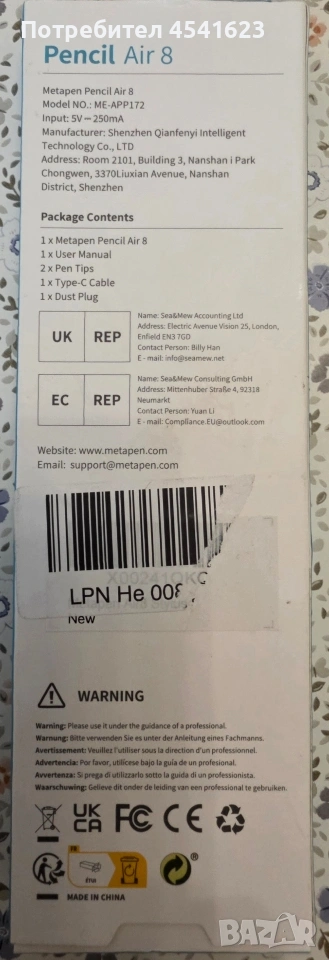 Потребител 4541623
Pencil Air 8
Metapen Pencil Air 8
Model NO.: ME-APP172
Input: 5V⎓250mA
Manufacturer: Shenzhen Qianfenyi Intelligent
Technology Co., LTD
Address: Room 2101, Building 3, Nanshan i Park
Chongwen, 3370Liuxian Avenue, Nanshan
District, Shenzhen
Package Contents
1 x Metapen Pencil Air 8
1 x User Manual
2 x Pen Tips
1 x Type-C Cable
1 x Dust Plug
UK REP
Name: Sea&Mew Accounting Ltd
Address: Electric Avenue Vision 25, London,
Enfield EN3 7GD
Contact Person: Billy Han
E - mail: info@seamew.net
EC REP
Name: Sea&Mew Consulting GmbH
Address: Mittenhuber Straße 4, 92318
Neumarkt
Contact Person: Yuan Li
E - mail: Compliance.EU@outlook.com
Website: www.metapen.com
Email: support@metapen.com
LPN He 008
New
WARNING
Warning: Please use it under the guidance of a professional.
Warnung: Bitte verwenden Sie es unter der Anleitung eines Fachmanns.
Avertissement: Veuillez l'utiliser sous la direction d'un professionnel.
Advertencia: Por favor, utilícese bajo la guía de un profesional.
Avvertenza: Si prega di utilizzarlo sotto la guida di un professionista.
Waarschuwing: Gelieve dit onder de leiding van een professional te gebruiken.
UK CA FC CE
MADE IN CHINA
BAZAR